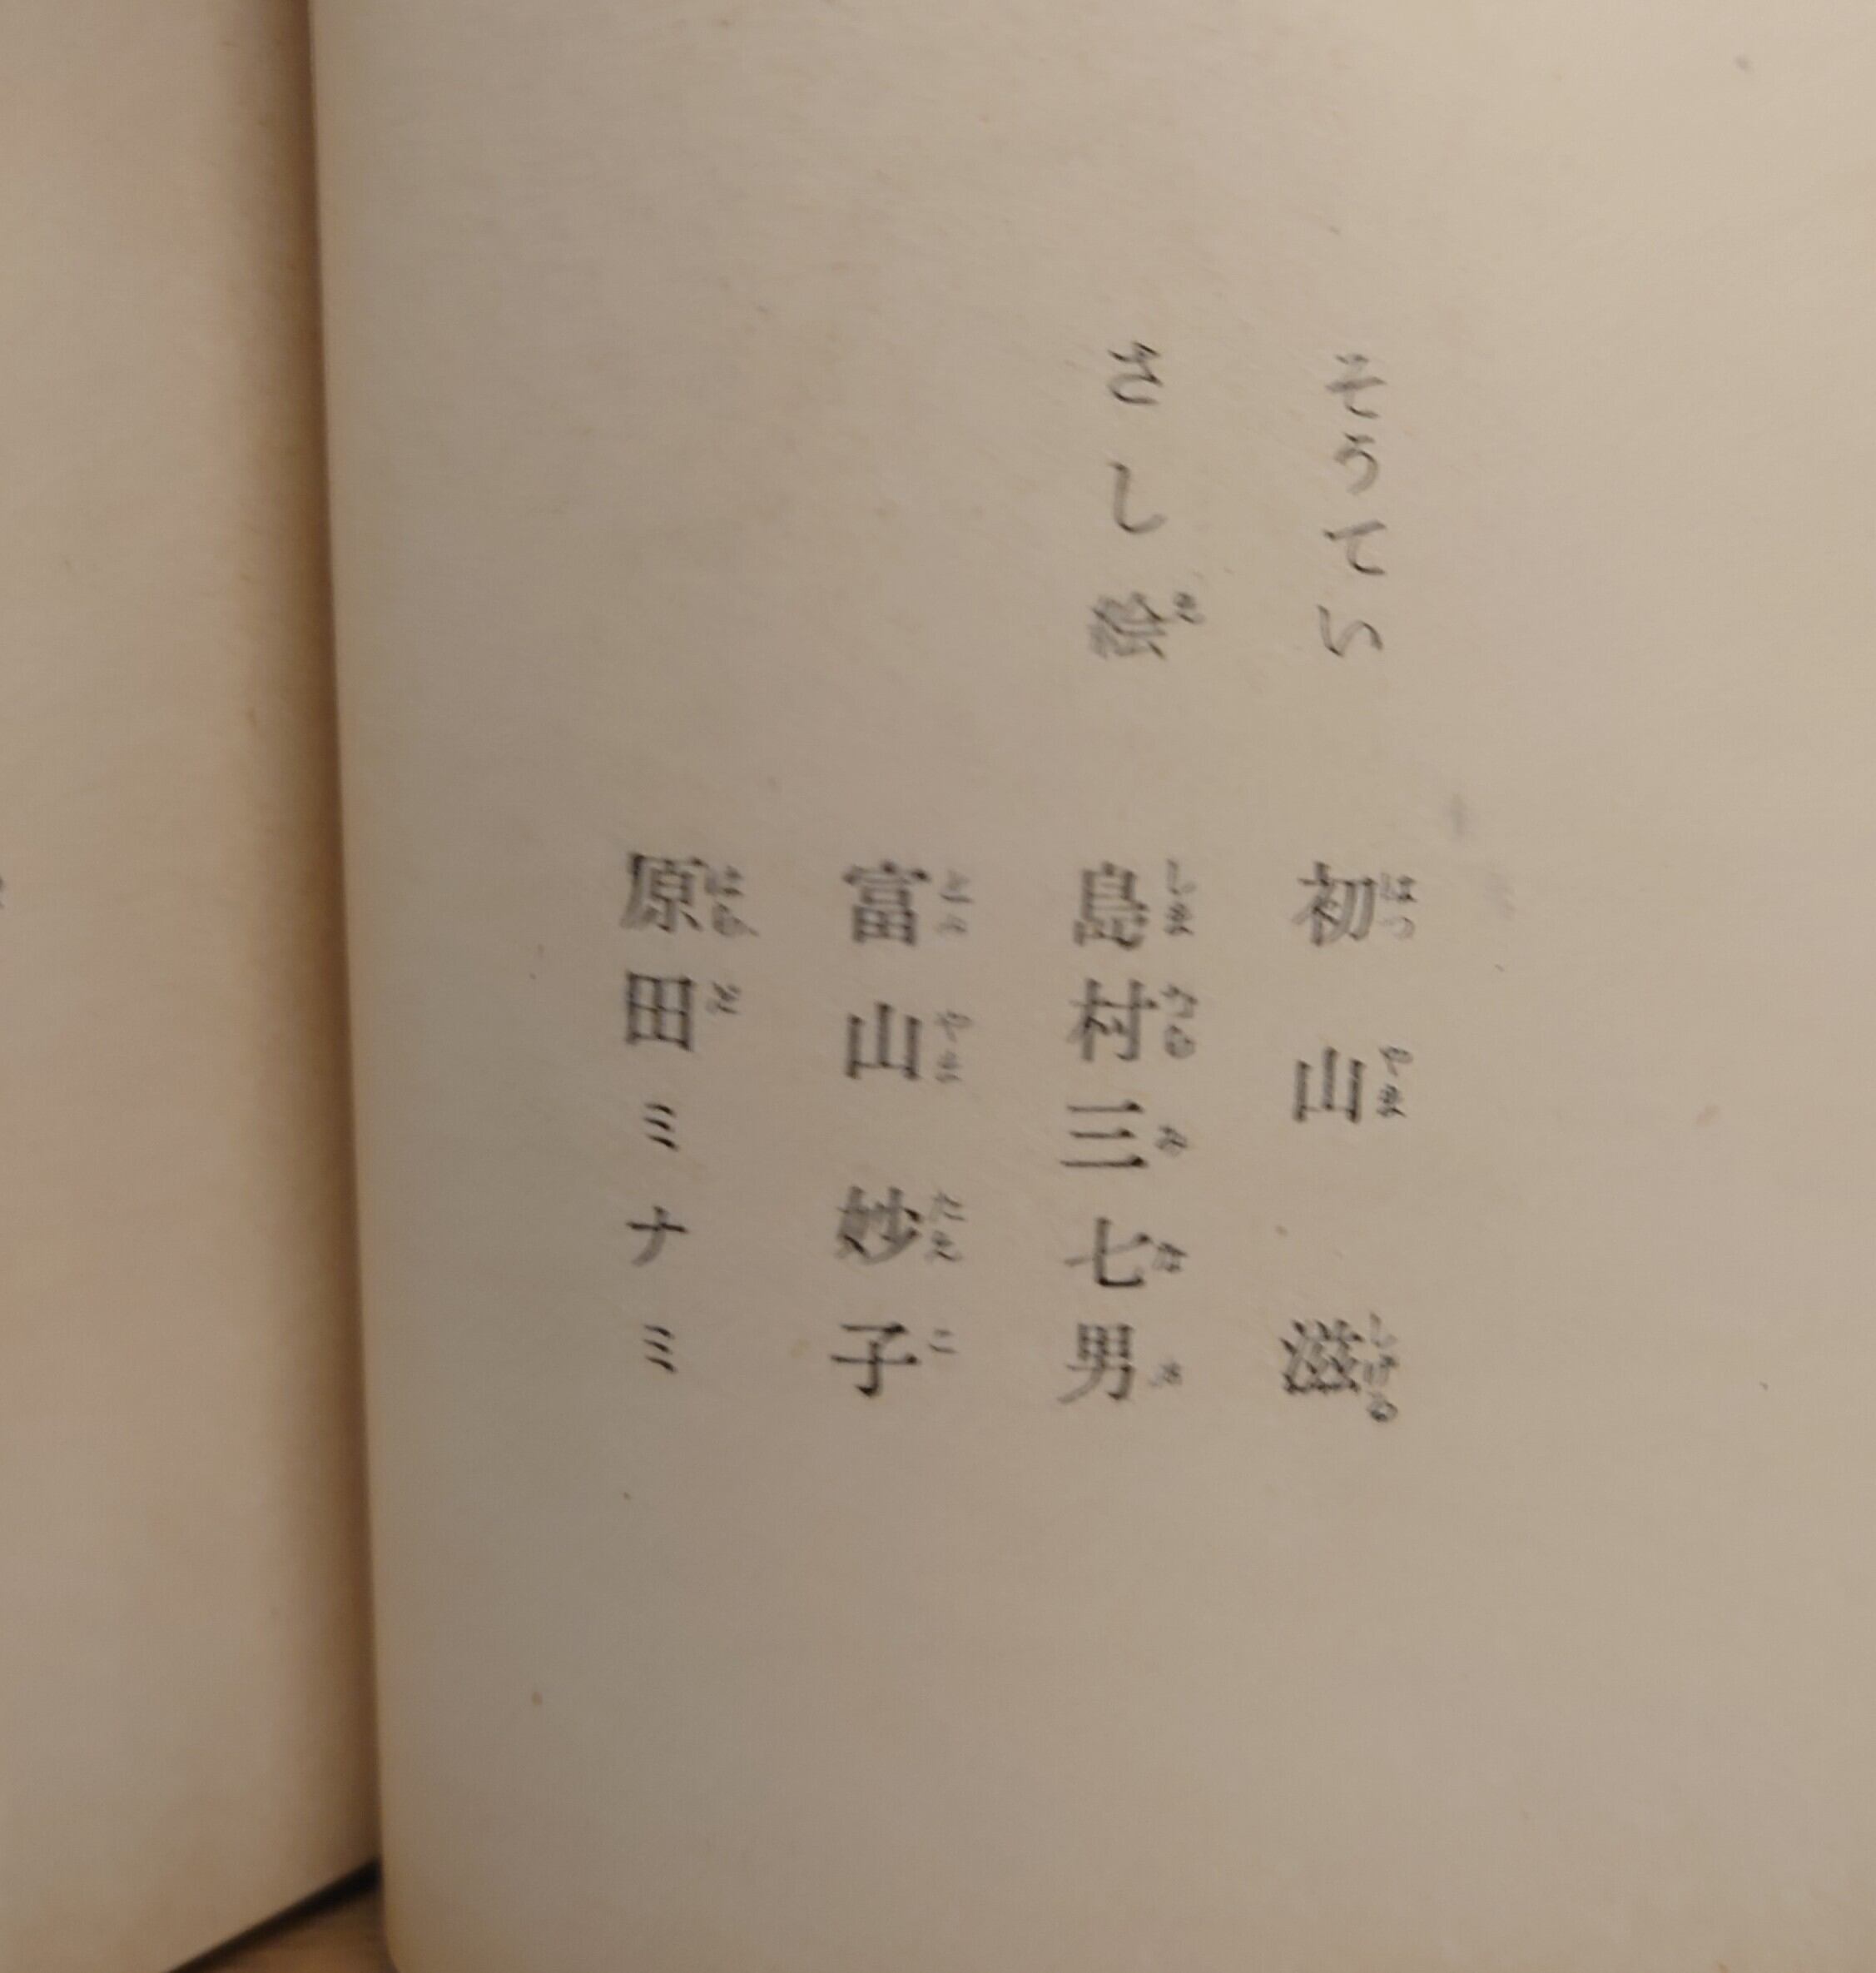 そうてい 初山滋
さし絵 島村三七男
富山妙子
原田ミナミ